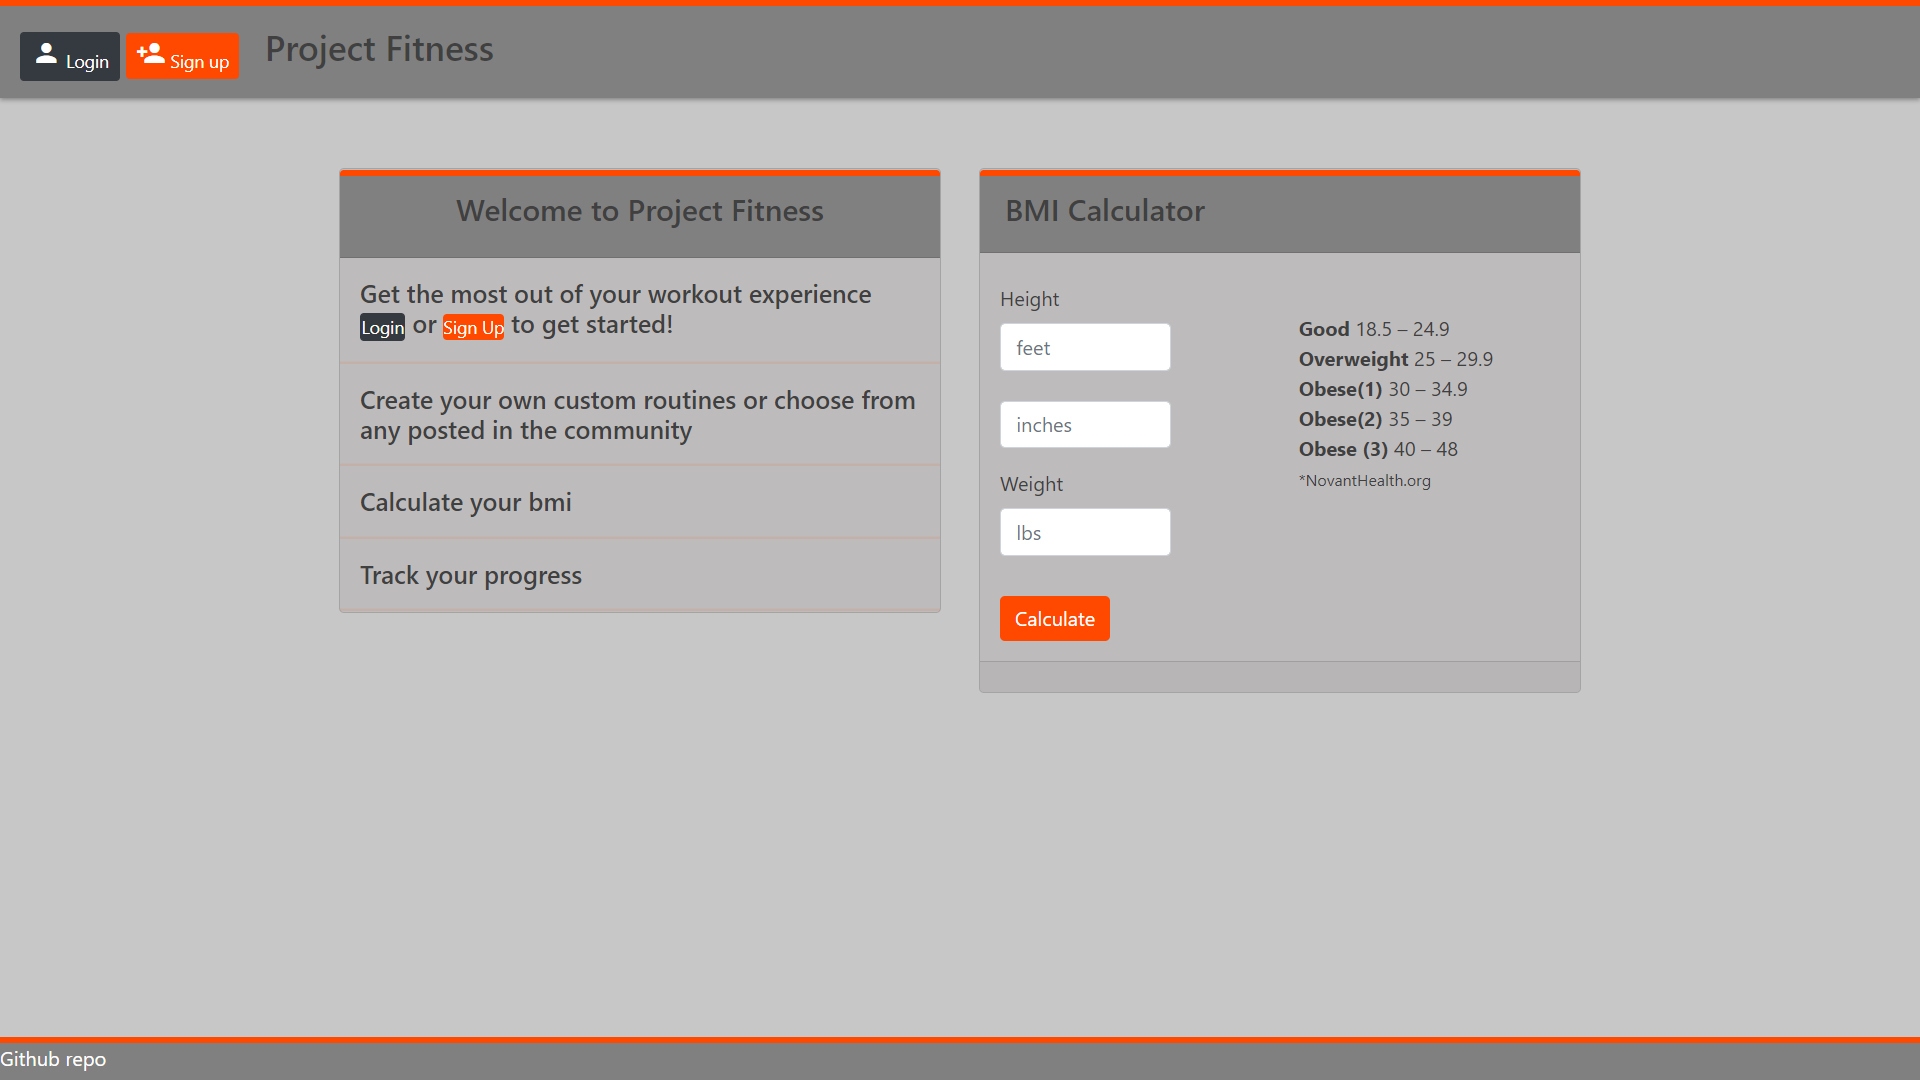 Login
Sign up
Project Fitness
Welcome to Project Fitness
Get the most out of your workout experience
Login or Sign Up to get started!
Create your own custom routines or choose from
any posted in the community
Calculate your bmi
Track your progress
BMI Calculator
Height
feet
inches
Weight
lbs
Calculate
Good 18.5 – 24.9
Overweight 25 – 29.9
Obese(1) 30 – 34.9
Obese(2) 35 – 39
Obese (3) 40 – 48
*NovantHealth.org
Github repo